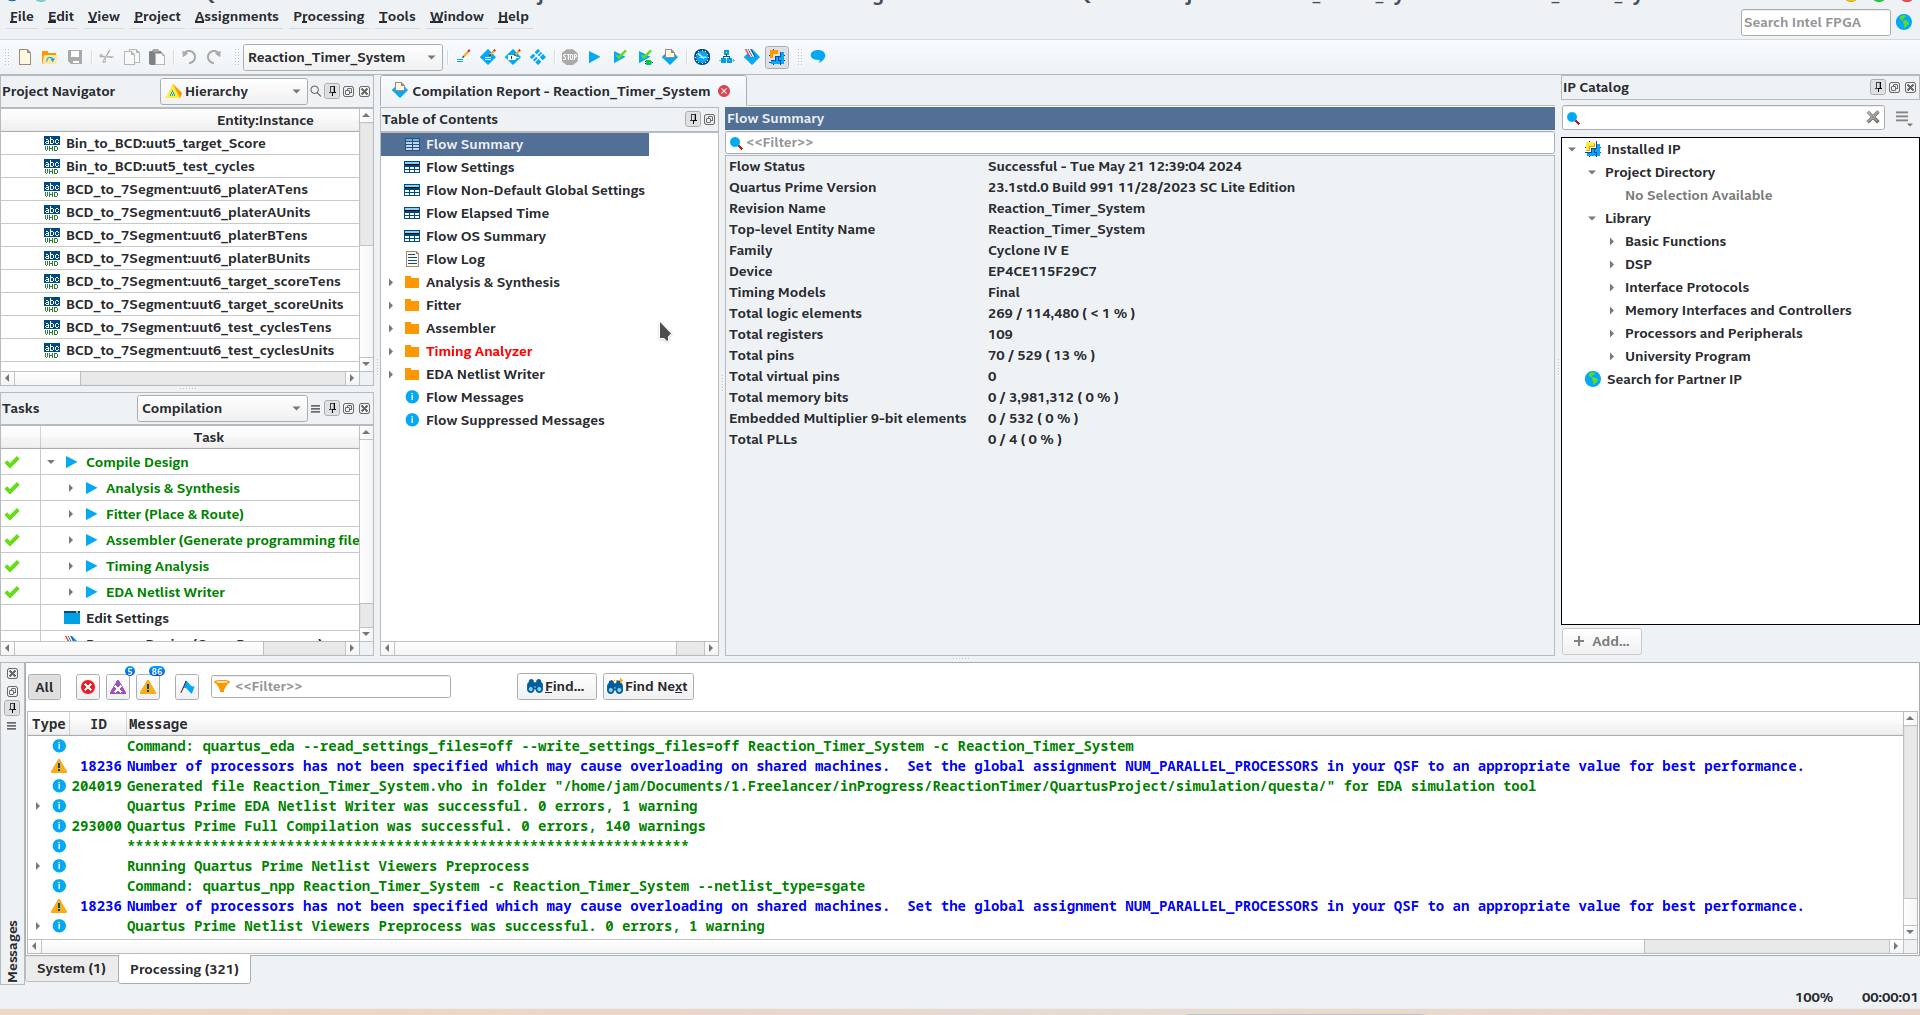 File Edit View Project Assignments Processing Tools Window Help
Search Intel FPGA
Reaction_Timer_System
Project Navigator
Hierarchy
Entity:Instance
Bin_to_BCD:uut5_target_Score
Bin_to_BCD:uut5_test_cycles
BCD_to_7Segment:uut6_platerATens
BCD_to_7Segment:uut6_platerAUnits
BCD_to_7Segment:uut6_platerBTens
BCD_to_7Segment:uut6_platerBUnits
BCD_to_7Segment:uut6_target_scoreTens
BCD_to_7Segment:uut6_target_scoreUnits
BCD_to_7Segment:uut6_test_cyclesTens
BCD_to_7Segment:uut6_test_cyclesUnits
Tasks
Compilation
Task
Compile Design
Analysis & Synthesis
Fitter (Place & Route)
Assembler (Generate programming file
Timing Analysis
EDA Netlist Writer
Edit Settings
Compilation Report - Reaction_Timer_System
Table of Contents
Flow Summary
Flow Settings
Flow Non-Default Global Settings
Flow Elapsed Time
Flow OS Summary
Flow Log
Analysis & Synthesis
Fitter
Assembler
Timing Analyzer
EDA Netlist Writer
Flow Messages
Flow Suppressed Messages
Flow Summary
<<Filter>>
Flow Status Successful - Tue May 21 12:39:04 2024
Quartus Prime Version 23.1std.0 Build 991 11/28/2023 SC Lite Edition
Revision Name Reaction_Timer_System
Top-level Entity Name Reaction_Timer_System
Family Cyclone IV E
Device EP4CE115F29C7
Timing Models Final
Total logic elements 269 / 114,480 ( < 1 % )
Total registers 109
Total pins 70 / 529 ( 13 % )
Total virtual pins 0
Total memory bits 0 / 3,981,312 ( 0 % )
Embedded Multiplier 9-bit elements 0 / 532 ( 0 % )
Total PLLs 0 / 4 ( 0 % )
IP Catalog
Installed IP
Project Directory
No Selection Available
Library
Basic Functions
DSP
Interface Protocols
Memory Interfaces and Controllers
Processors and Peripherals
University Program
Search for Partner IP
+ Add...
All
5
86
<<Filter>>
Find...
Find Next
Type ID Message
Command: quartus_eda --read_settings_files=off --write_settings_files=off Reaction_Timer_System -c Reaction_Timer_System
18236 Number of processors has not been specified which may cause overloading on shared machines.  Set the global assignment NUM_PARALLEL_PROCESSORS in your QSF to an appropriate value for best performance.
204019 Generated file Reaction_Timer_System.vho in folder "/home/jam/Documents/1.Freelancer/inProgress/ReactionTimer/QuartusProject/simulation/questa/" for EDA simulation tool
Quartus Prime EDA Netlist Writer was successful. 0 errors, 1 warning
293000 Quartus Prime Full Compilation was successful. 0 errors, 140 warnings
*******************************************************************
Running Quartus Prime Netlist Viewers Preprocess
Command: quartus_npp Reaction_Timer_System -c Reaction_Timer_System --netlist_type=sgate
18236 Number of processors has not been specified which may cause overloading on shared machines.  Set the global assignment NUM_PARALLEL_PROCESSORS in your QSF to an appropriate value for best performance.
Quartus Prime Netlist Viewers Preprocess was successful. 0 errors, 1 warning
Messages
System (1)
Processing (321)
100% 00:00:01